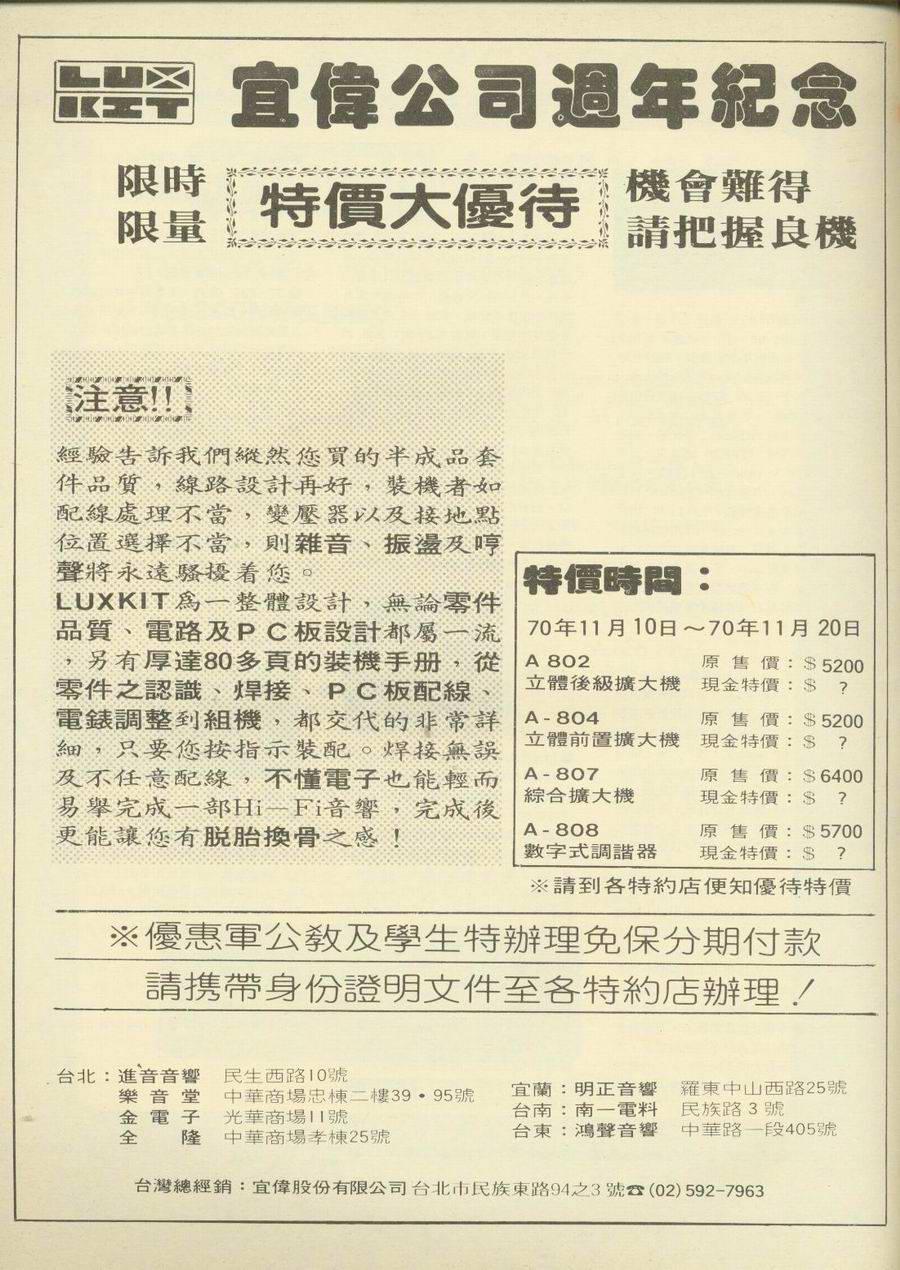 LUX KIT 宜偉公司週年紀念
限時
限量
特價大優待
機會難得
請把握良機
注意!!
經驗告訴我們縱然您買的半成品套
件品質，線路設計再好，裝機者如
配線處理不當，變壓器以及接地點
位置選擇不當，則雜音、振盪及哼
聲將永遠騷擾着您。
LUXKIT爲一整體設計，無論零件
品質、電路及PC板設計都屬一流
，另有厚達80多頁的裝機手册，從
零件之認識、焊接、PC板配線、
電錶調整到組機，都交代的非常詳
細，只要您按指示裝配。焊接無誤
及不任意配線，不懂電子也能輕而
易舉完成一部Hi－Fi音響，完成後
更能讓您有脱胎換骨之感！
特價時間：
70年11月10日～70年11月20日
A 802 原售價：$5200
立體後級擴大機 現金特價：$ ?
A-804 原售價：$5200
立體前置擴大機 現金特價：$ ?
A-807 原售價：$6400
綜合擴大機 現金特價：$ ?
A-808 原售價：$5700
數字式調諧器 現金特價：$ ?
※請到各特約店便知優待特價
※優惠軍公教及學生特辦理免保分期付款
請携帶身份證明文件至各特約店辦理！
台北：進音音響 民生西路10號
樂音堂 中華商場忠棟二樓39・95號
金電子 光華商場11號
全隆 中華商場孝棟25號
宜蘭：明正音響 羅東中山西路25號
台南：南一電料 民族路3號
台東：鴻聲音響 中華路一段405號
台灣總經銷：宜偉股份有限公司 台北市民族東路94之3號☎(02)592-7963